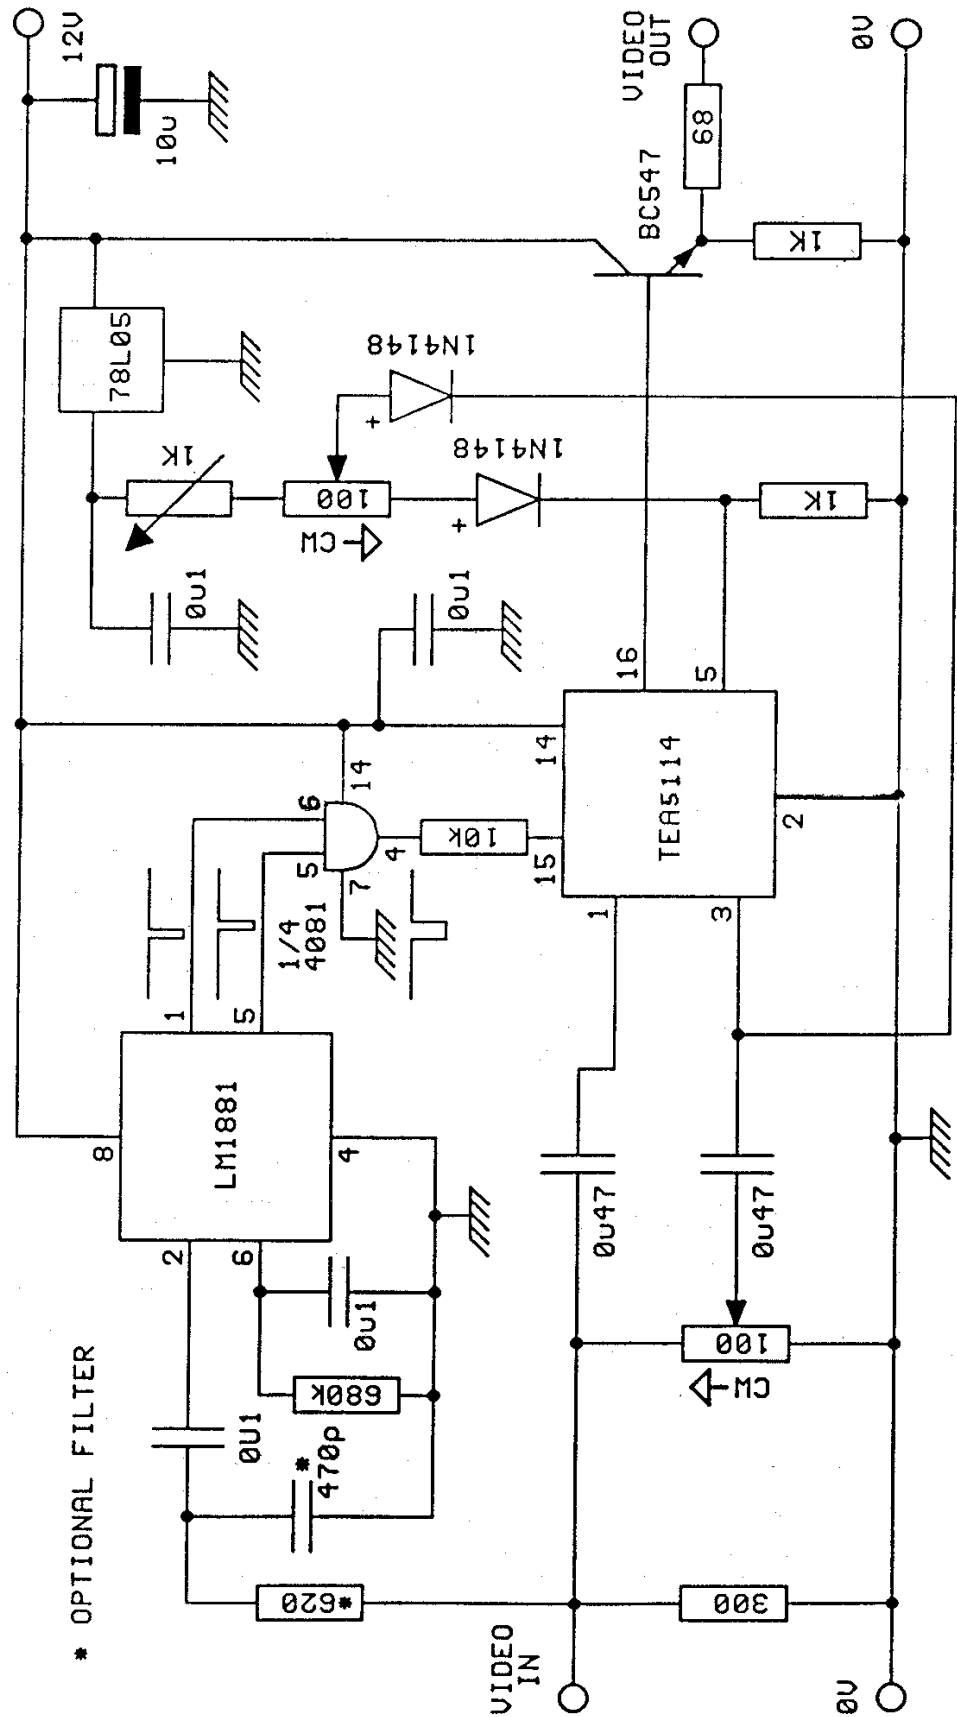 * OPTIONAL FILTER
12V
10u
78L05
1K
0u1
100
CW
1N4148
1N4148
0u1
BC547
68
VIDEO
OUT
1K
0V
1K
8
LM1881
1
5
2
6
4
1/4
4081
6
5
14
4
7
10k
15
14
16
5
TEA5114
1
3
2
0U1
0u1
680k
*
470p
*620
0u47
0u47
100
CW
300
VIDEO
IN
0V